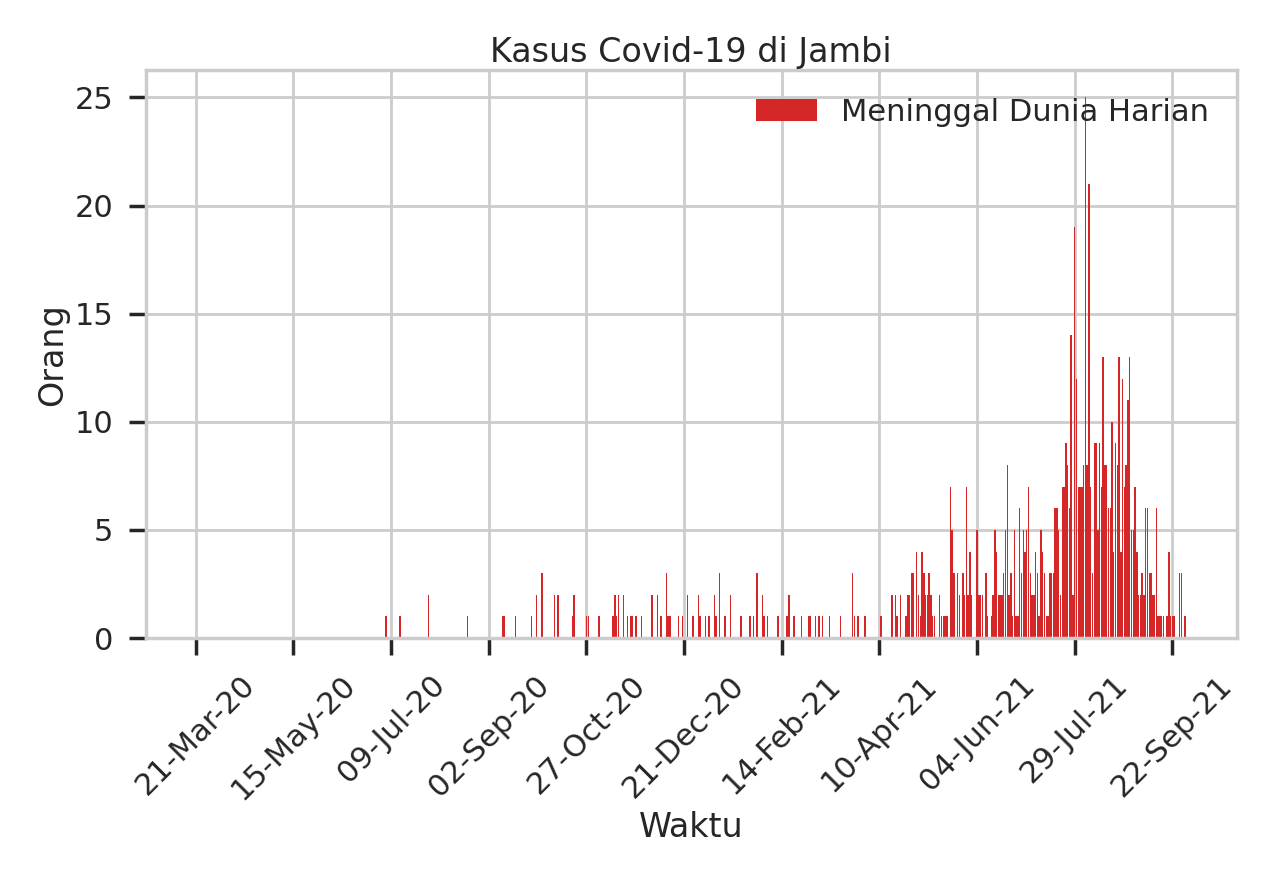 Kasus Covid-19 di Jambi
Meninggal Dunia Harian
Orang
25
20
15
10
5
0
21-Mar-20
15-May-20
09-Jul-20
02-Sep-20
27-Oct-20
21-Dec-20
14-Feb-21
10-Apr-21
04-Jun-21
29-Jul-21
22-Sep-21
Waktu